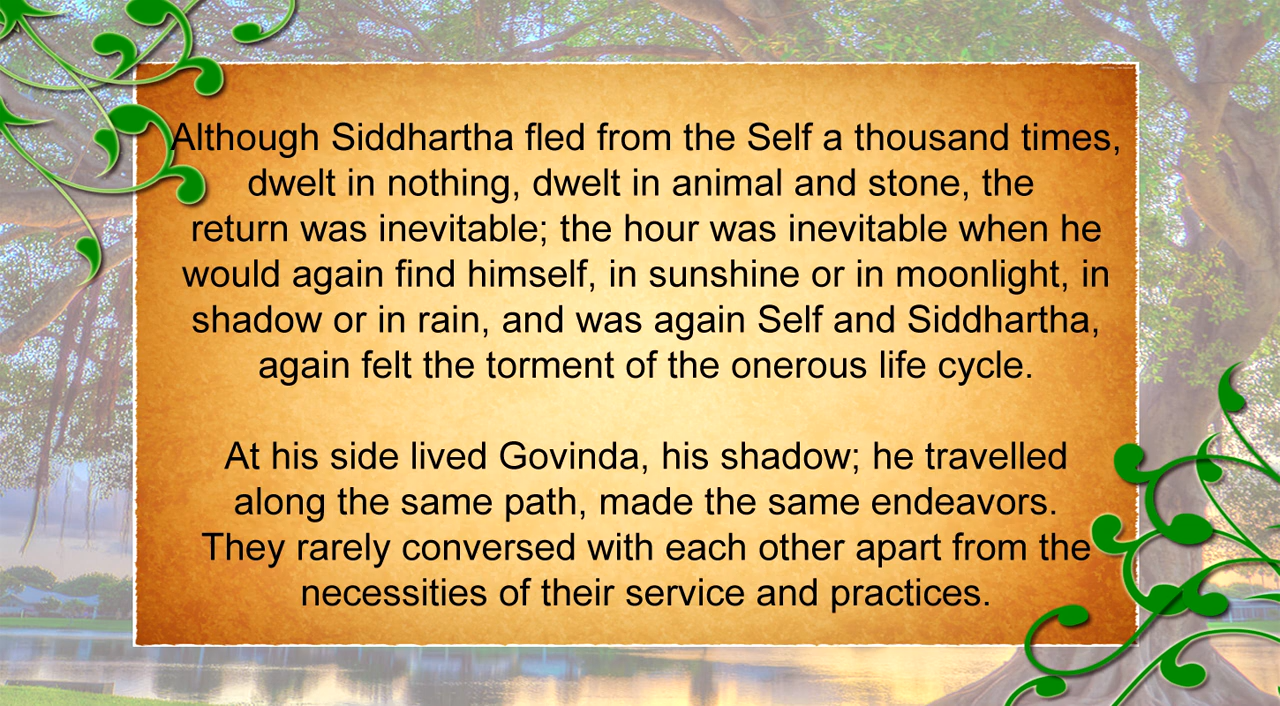 Although Siddhartha fled from the Self a thousand times,
dwelt in nothing, dwelt in animal and stone, the
return was inevitable; the hour was inevitable when he
would again find himself, in sunshine or in moonlight, in
shadow or in rain, and was again Self and Siddhartha,
again felt the torment of the onerous life cycle.
At his side lived Govinda, his shadow; he travelled
along the same path, made the same endeavors.
They rarely conversed with each other apart from the
necessities of their service and practices.